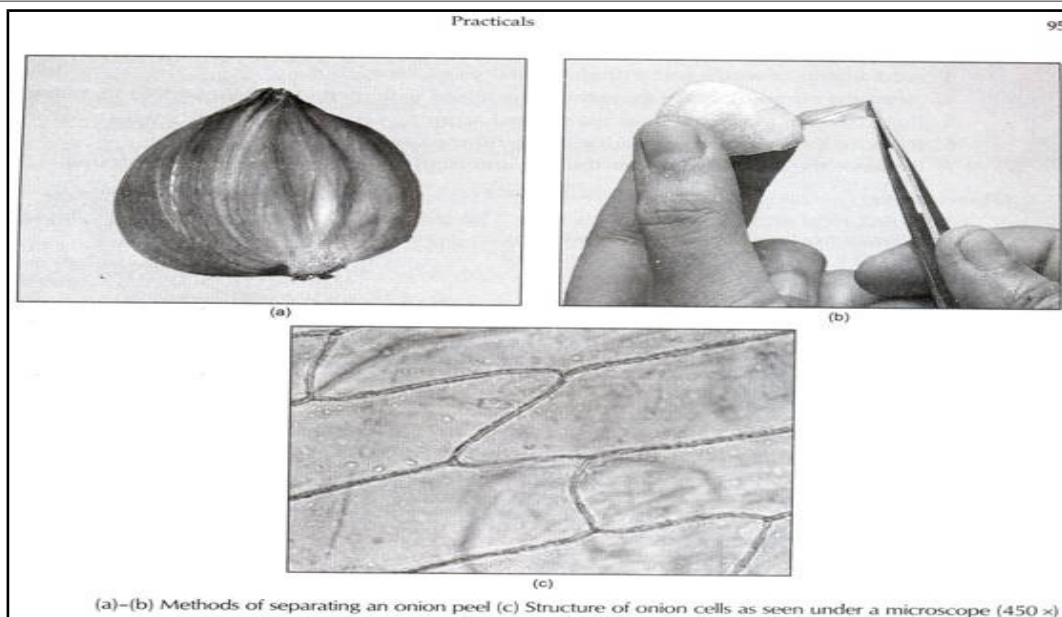 Practicals 95
(a)
(b)
(c)
(a)–(b) Methods of separating an onion peel (c) Structure of onion cells as seen under a microscope (450 ×)